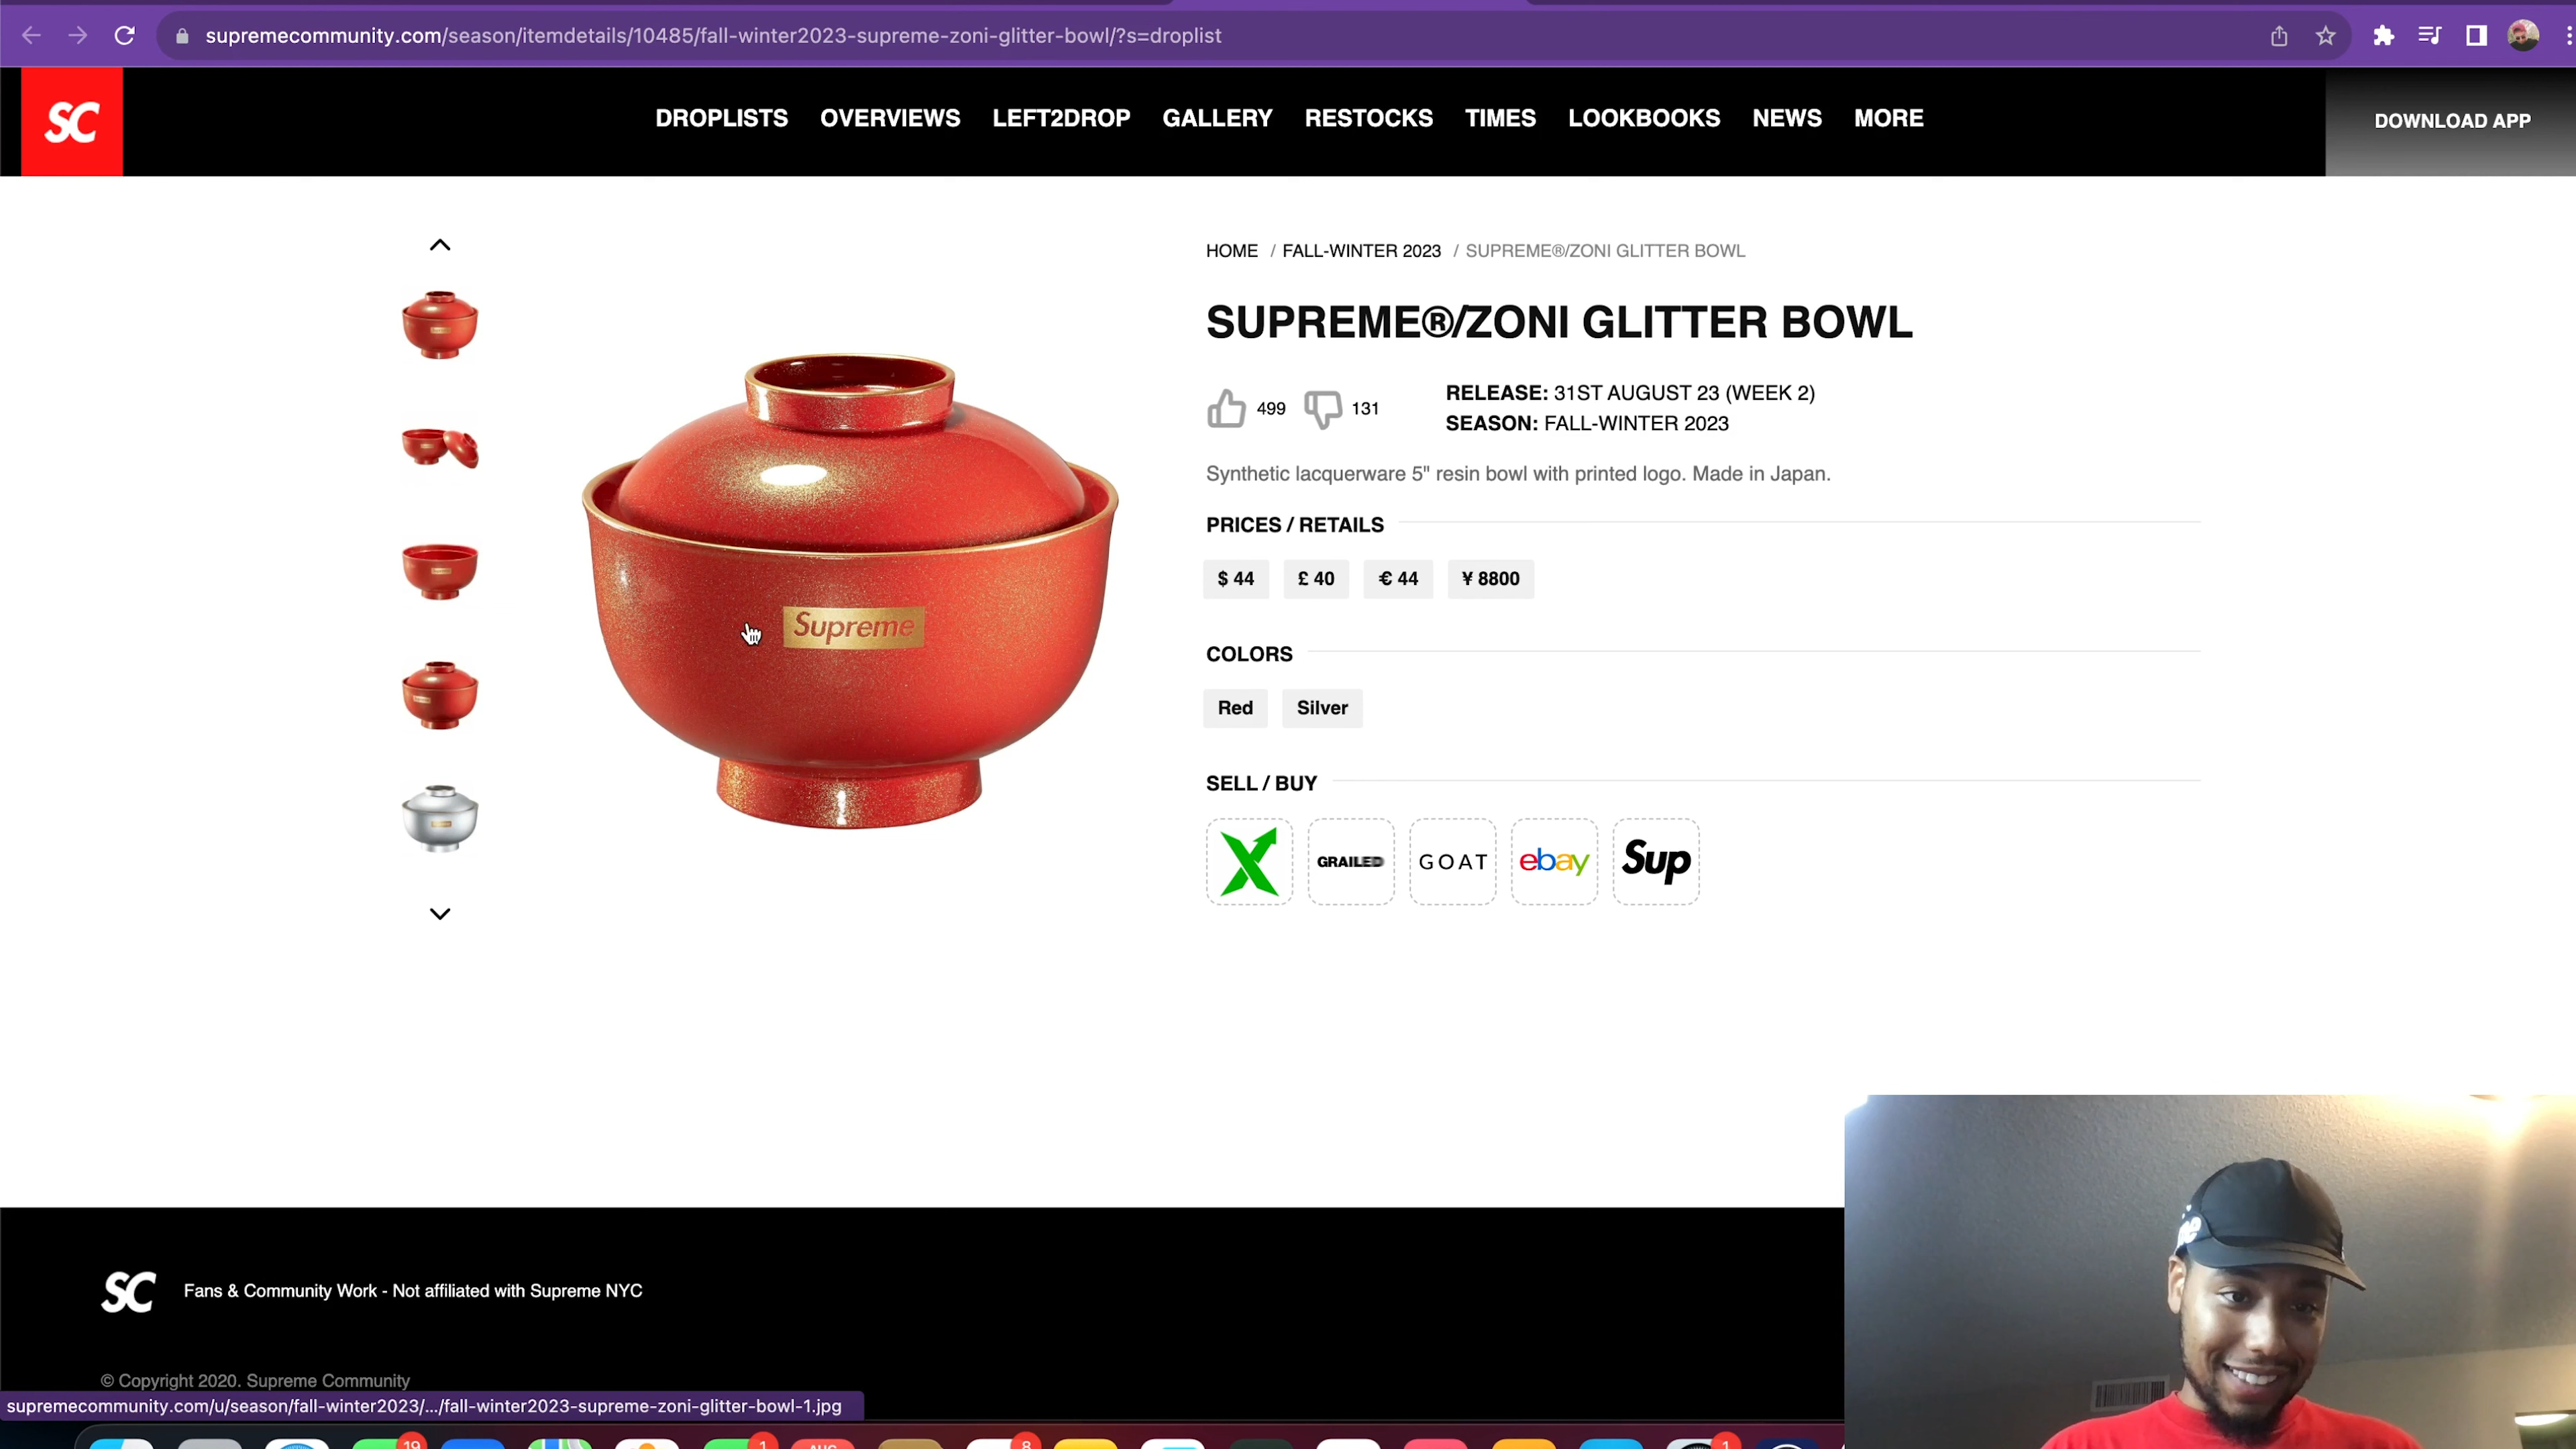 supremecommunity.com/season/itemdetails/10485/fall-winter2023-supreme-zoni-glitter-bowl/?s=droplist
SC
DROPLISTS OVERVIEWS LEFT2DROP GALLERY RESTOCKS TIMES LOOKBOOKS NEWS MORE
DOWNLOAD APP
HOME / FALL-WINTER 2023 / SUPREME®/ZONI GLITTER BOWL
SUPREME®/ZONI GLITTER BOWL
499 131
RELEASE: 31ST AUGUST 23 (WEEK 2)
SEASON: FALL-WINTER 2023
Synthetic lacquerware 5" resin bowl with printed logo. Made in Japan.
PRICES / RETAILS
$ 44 £ 40 € 44 ¥ 8800
Supreme
COLORS
Red Silver
SELL / BUY
GRAILED GOAT ebay Sup
SC
Fans & Community Work - Not affiliated with Supreme NYC
© Copyright 2020. Supreme Community
supremecommunity.com/u/season/fall-winter2023/.../fall-winter2023-supreme-zoni-glitter-bowl-1.jpg
19 1 AUG 8 1